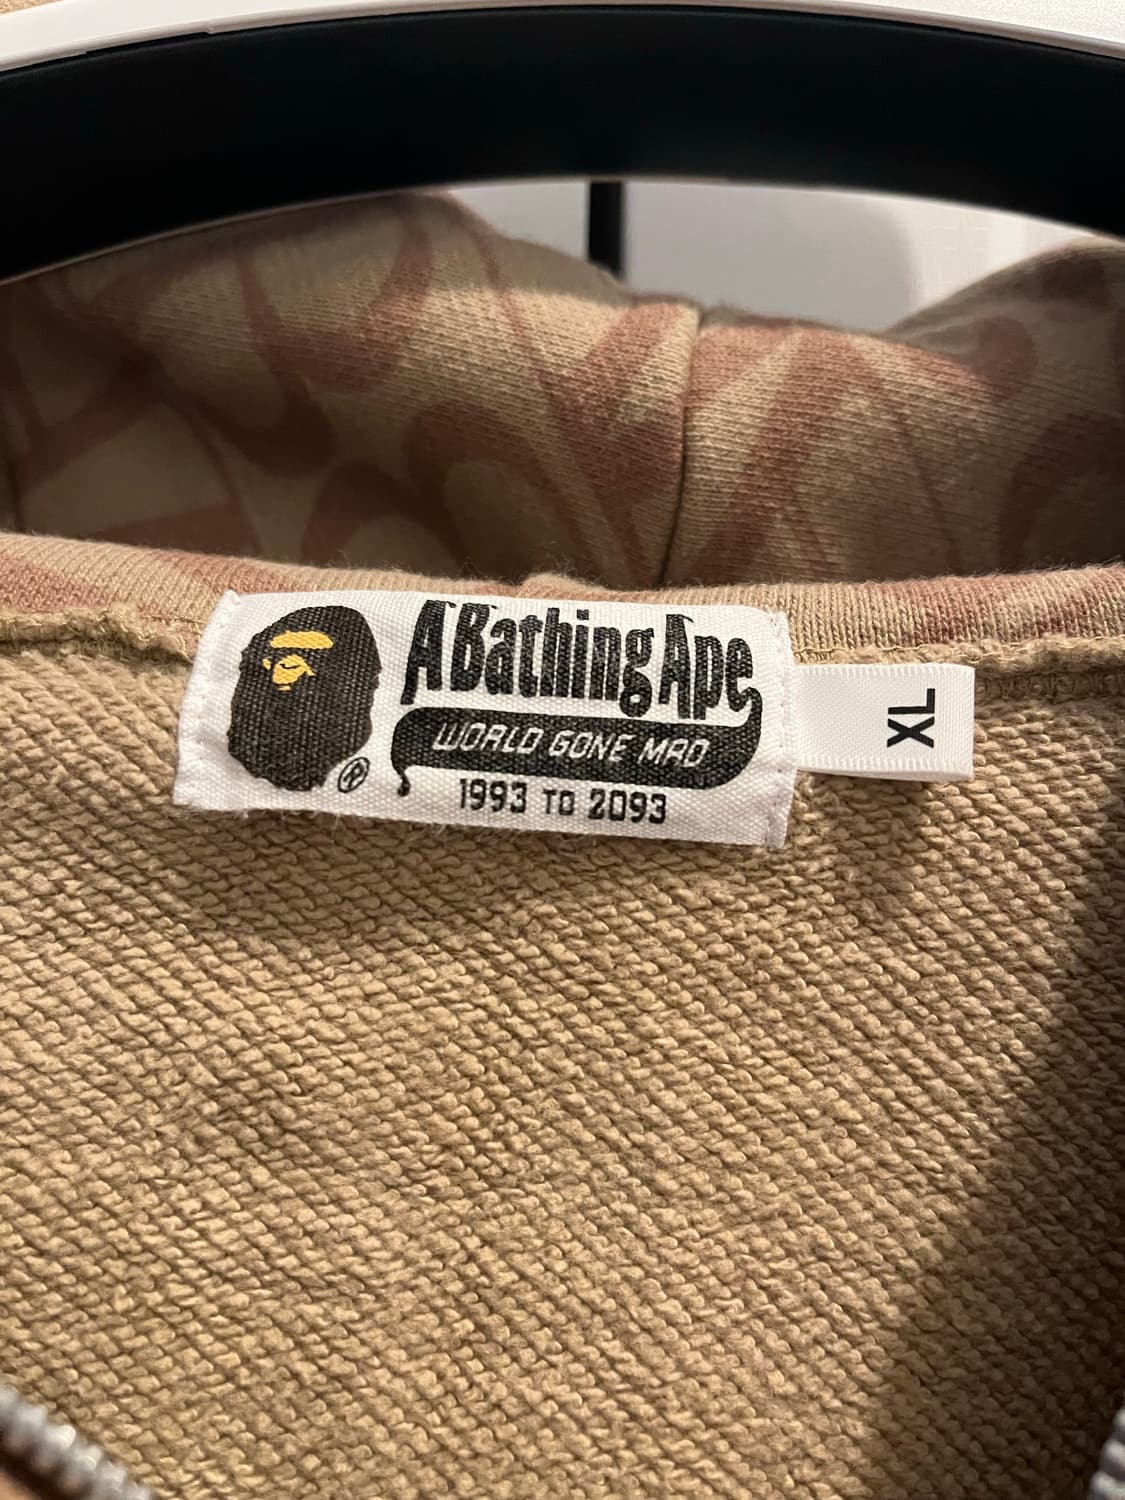 A Bathing Ape
WORLD GONE MAD
1993 TO 2093
®
XL